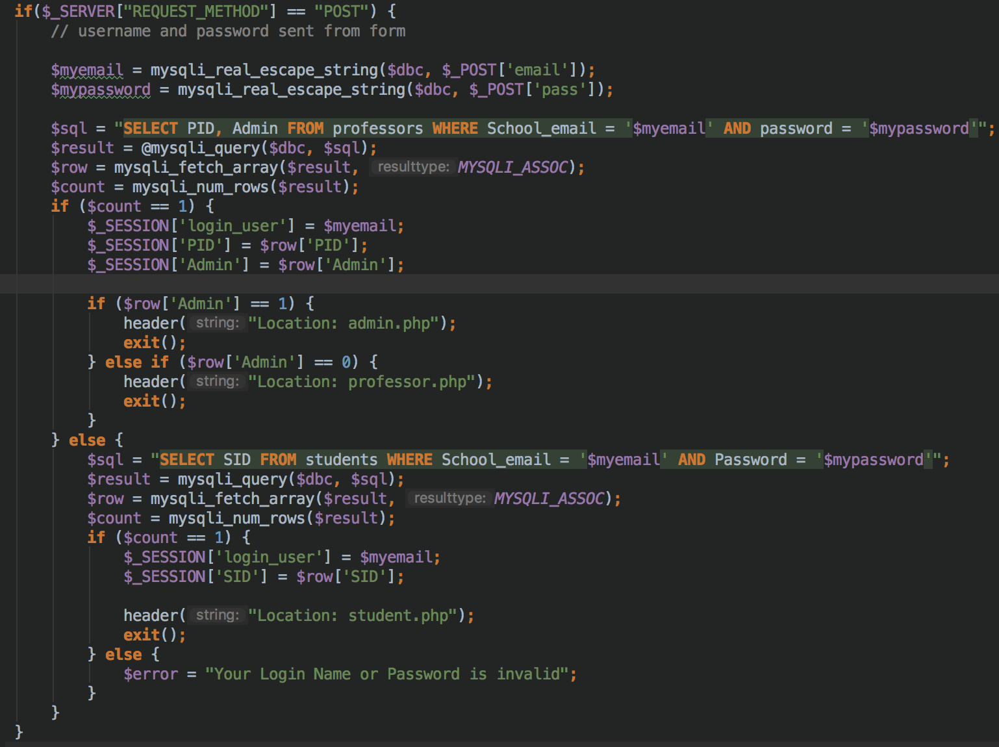 if($_SERVER["REQUEST_METHOD"] == "POST") {
// username and password sent from form
$myemail = mysqli_real_escape_string($dbc, $_POST['email']);
$mypassword = mysqli_real_escape_string($dbc, $_POST['pass']);
$sql = "SELECT PID, Admin FROM professors WHERE School_email = '$myemail' AND password = '$mypassword'";
$result = @mysqli_query($dbc, $sql);
$row = mysqli_fetch_array($result, resulttype: MYSQLI_ASSOC);
$count = mysqli_num_rows($result);
if ($count == 1) {
$_SESSION['login_user'] = $myemail;
$_SESSION['PID'] = $row['PID'];
$_SESSION['Admin'] = $row['Admin'];
if ($row['Admin'] == 1) {
header( string: "Location: admin.php");
exit();
} else if ($row['Admin'] == 0) {
header( string: "Location: professor.php");
exit();
}
} else {
$sql = "SELECT SID FROM students WHERE School_email = '$myemail' AND Password = '$mypassword'";
$result = mysqli_query($dbc, $sql);
$row = mysqli_fetch_array($result, resulttype: MYSQLI_ASSOC);
$count = mysqli_num_rows($result);
if ($count == 1) {
$_SESSION['login_user'] = $myemail;
$_SESSION['SID'] = $row['SID'];
header( string: "Location: student.php");
exit();
} else {
$error = "Your Login Name or Password is invalid";
}
}
}